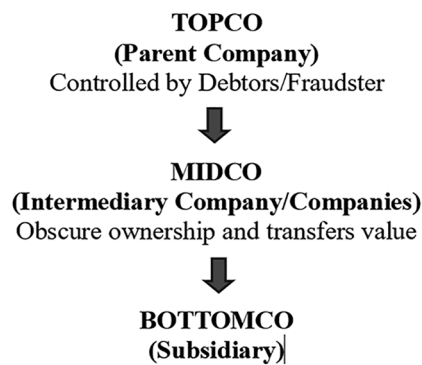 TOPCO
(Parent Company)
Controlled by Debtors/Fraudster
MIDCO
(Intermediary Company/Companies)
Obscure ownership and transfers value
BOTTOMCO
(Subsidiary)